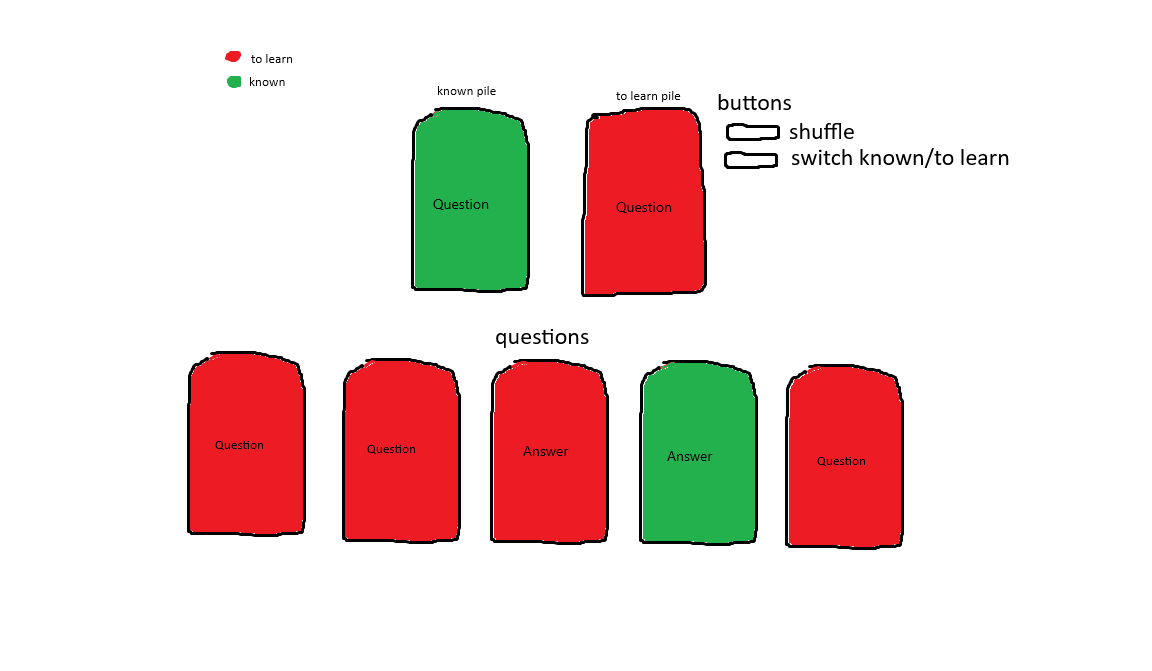 to learn
known
known pile
to learn pile
buttons
shuffle
switch known/to learn
Question
Question
questions
Question
Question
Answer
Answer
Question